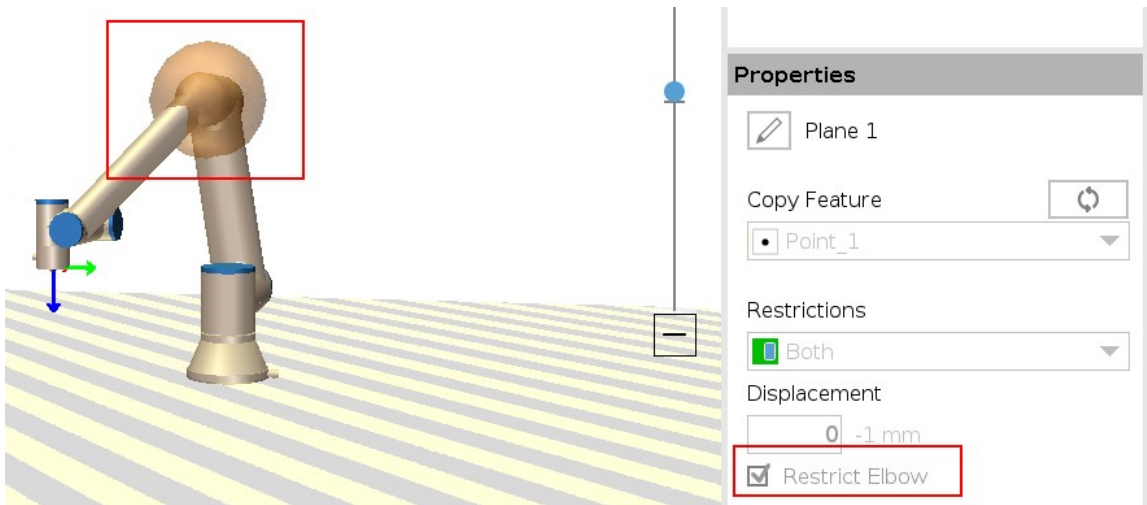 Properties
Plane 1
Copy Feature
Point_1
Restrictions
Both
Displacement
0 -1 mm
Restrict Elbow